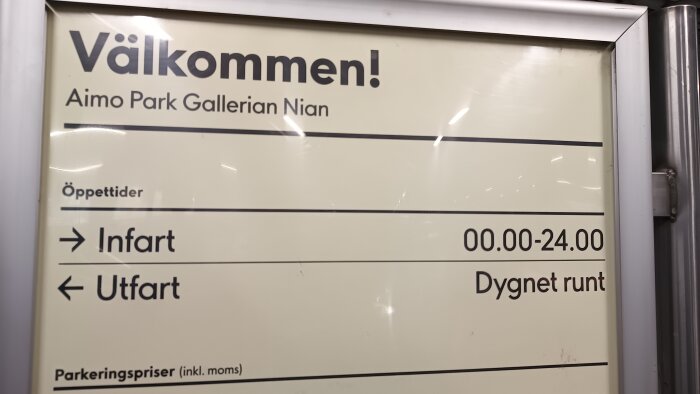 Välkommen!
Aimo Park Gallerian Nian
Öppettider
→ Infart 00.00-24.00
← Utfart Dygnet runt
Parkeringspriser (inkl. moms)